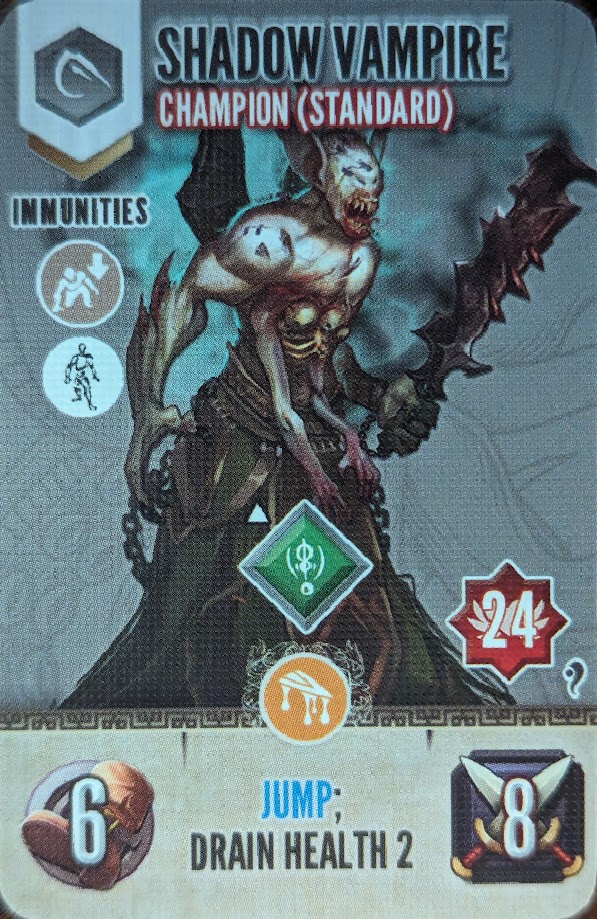 SHADOW VAMPIRE
CHAMPION (STANDARD)
IMMUNITIES
24
6
JUMP;
DRAIN HEALTH 2
8